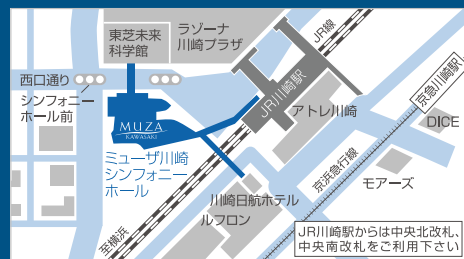 東芝未来
科学館
ラゾーナ
川崎プラザ
JR線
西口通り
シンフォニー
ホール前
JR川崎駅
京急川崎駅
アトレ川崎
DICE
MUZA
KAWASAKI
ミューザ川崎
シンフォニー
ホール
京浜急行線
モアーズ
川崎日航ホテル
ルフロン
至横浜
JR川崎駅からは中央北改札、
中央南改札をご利用下さい